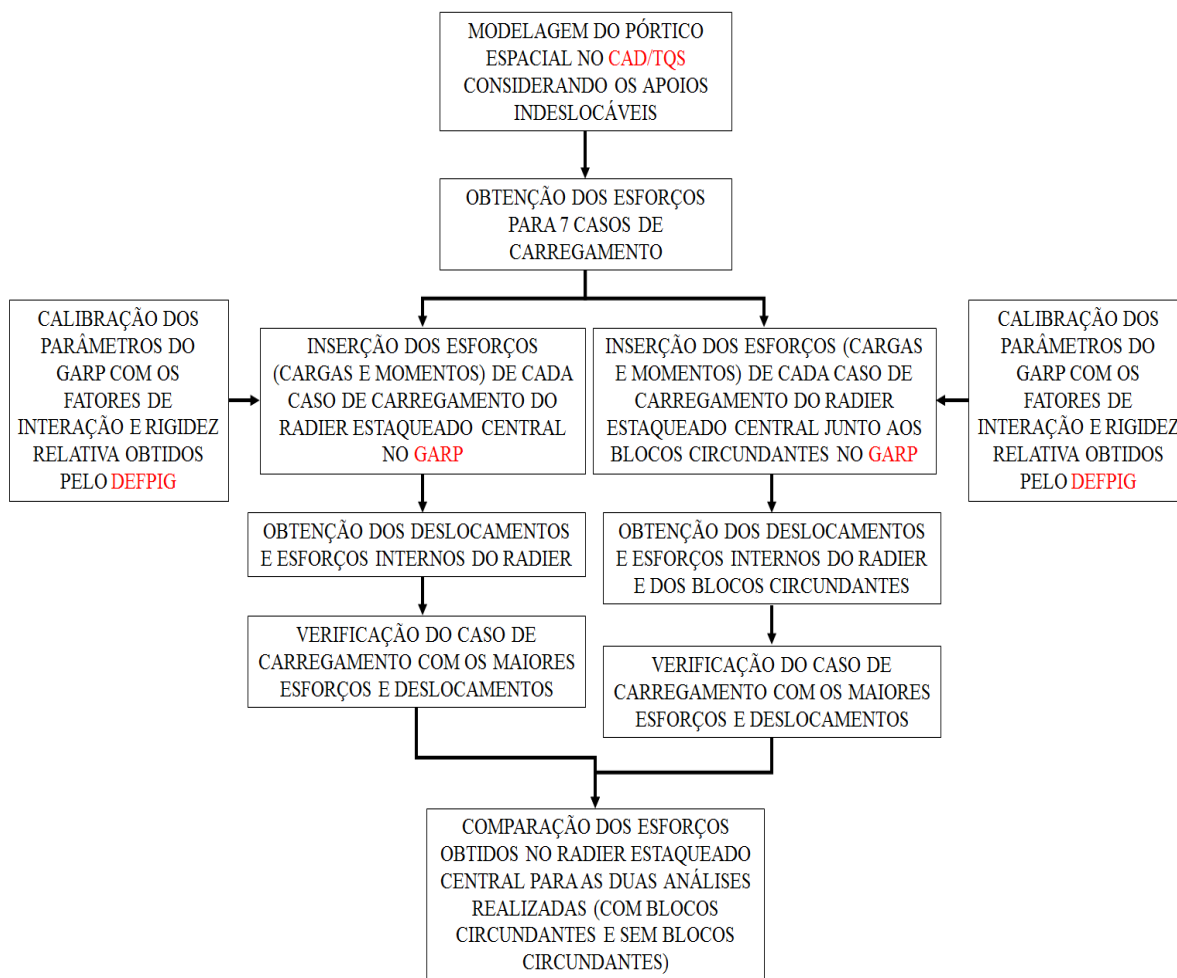 MODELAGEM DO PÓRTICO
ESPACIAL NO CAD/TQS
CONSIDERANDO OS APOIOS
INDESLOCÁVEIS
OBTENÇÃO DOS ESFORÇOS
PARA 7 CASOS DE
CARREGAMENTO
CALIBRAÇÃO DOS
PARÂMETROS DO
GARP COM OS
FATORES DE
INTERAÇÃO E RIGIDEZ
RELATIVA OBTIDOS
PELO DEFPIG
INSERÇÃO DOS ESFORÇOS
(CARGAS E MOMENTOS) DE CADA
CASO DE CARREGAMENTO DO
RADIER ESTAQUEADO CENTRAL
NO GARP
INSERÇÃO DOS ESFORÇOS (CARGAS
E MOMENTOS) DE CADA CASO DE
CARREGAMENTO DO RADIER
ESTAQUEADO CENTRAL JUNTO AOS
BLOCOS CIRCUNDANTES NO GARP
CALIBRAÇÃO DOS
PARÂMETROS DO
GARP COM OS
FATORES DE
INTERAÇÃO E RIGIDEZ
RELATIVA OBTIDOS
PELO DEFPIG
OBTENÇÃO DOS DESLOCAMENTOS
E ESFORÇOS INTERNOS DO RADIER
OBTENÇÃO DOS DESLOCAMENTOS
E ESFORÇOS INTERNOS DO RADIER
E DOS BLOCOS CIRCUNDANTES
VERIFICAÇÃO DO CASO DE
CARREGAMENTO COM OS MAIORES
ESFORÇOS E DESLOCAMENTOS
VERIFICAÇÃO DO CASO DE
CARREGAMENTO COM OS MAIORES
ESFORÇOS E DESLOCAMENTOS
COMPARAÇÃO DOS ESFORÇOS
OBTIDOS NO RADIER ESTAQUEADO
CENTRAL PARA AS DUAS ANÁLISES
REALIZADAS (COM BLOCOS
CIRCUNDANTES E SEM BLOCOS
CIRCUNDANTES)